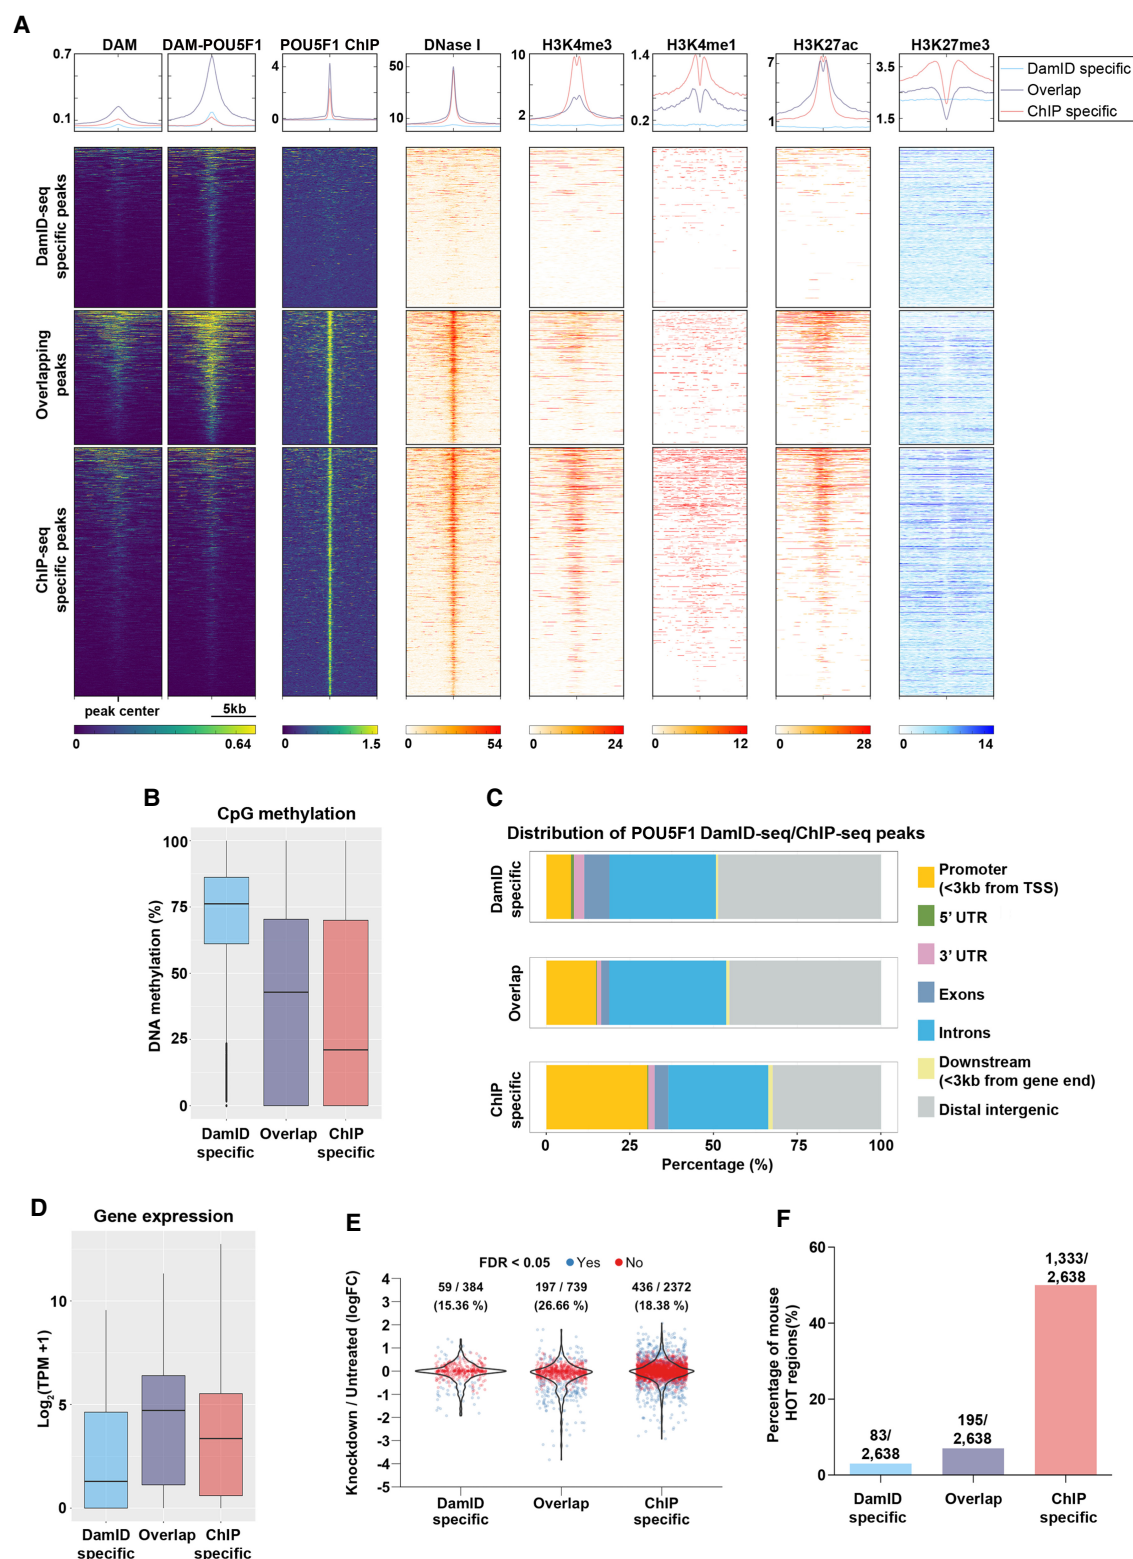 A
DAM DAM-POU5F1 POU5F1 ChIP DNase I H3K4me3 H3K4me1 H3K27ac H3K27me3
0.7
0.1
4
0
50
10
10
2
1.4
0.2
7
1
3.5
1.5
DamID specific
Overlap
ChIP specific
DamID-seq
specific peaks
Overlapping
peaks
ChIP-seq
specific peaks
peak center
5kb
0 0.64
0 1.5
0 54
0 24
0 12
0 28
0 14
B
CpG methylation
DNA methylation (%)
100
75
50
25
0
DamID
specific
Overlap
ChIP
specific
C
Distribution of POU5F1 DamID-seq/ChIP-seq peaks
DamID
specific
Overlap
ChIP
specific
0 25 50 75 100
Percentage (%)
Promoter
(<3kb from TSS)
5' UTR
3' UTR
Exons
Introns
Downstream
(<3kb from gene end)
Distal intergenic
D
Gene expression
Log2(TPM +1)
10
5
0
DamID
specific
Overlap
ChIP
specific
E
FDR < 0.05 Yes No
Knockdown / Untreated (logFC)
4
3
2
1
0
-1
-2
-3
-4
-5
59 / 384
(15.36 %)
197 / 739
(26.66 %)
436 / 2372
(18.38 %)
DamID
specific
Overlap
ChIP
specific
F
Percentage of mouse
HOT regions(%)
60
40
20
0
83/
2,638
195/
2,638
1,333/
2,638
DamID
specific
Overlap
ChIP
specific